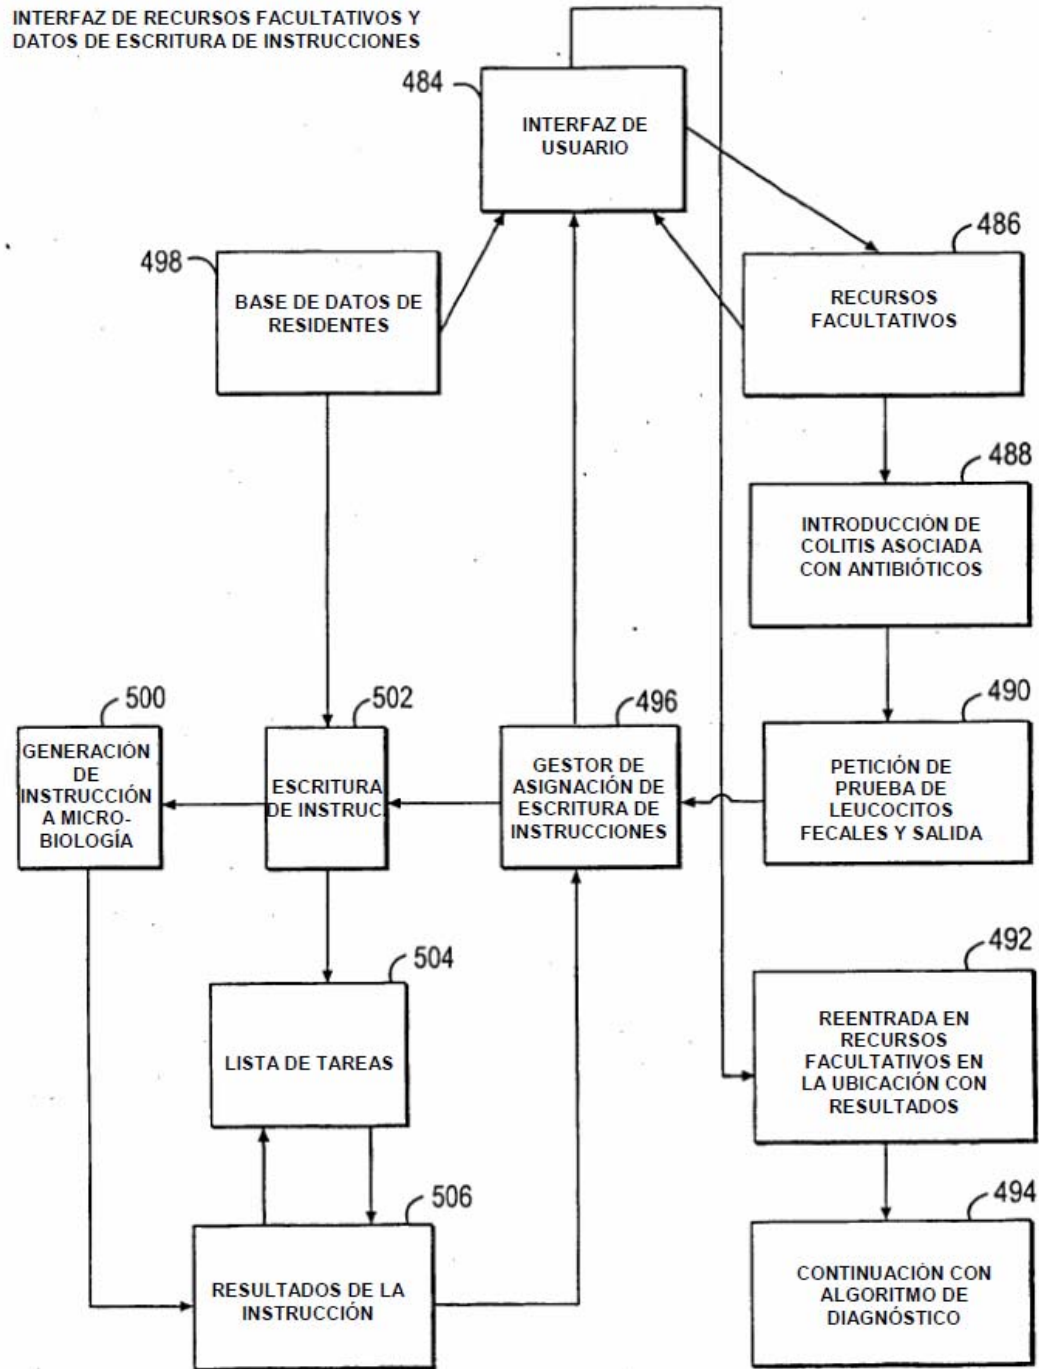 INTERFAZ DE RECURSOS FACULTATIVOS Y
DATOS DE ESCRITURA DE INSTRUCCIONES
484
INTERFAZ DE
USUARIO
498
BASE DE DATOS DE
RESIDENTES
486
RECURSOS
FACULTATIVOS
488
INTRODUCCIÓN DE
COLITIS ASOCIADA
CON ANTIBIÓTICOS
500
GENERACIÓN
DE
INSTRUCCIÓN
A MICRO-
BIOLOGÍA
502
ESCRITURA
DE INSTRUC.
496
GESTOR DE
ASIGNACIÓN DE
ESCRITURA DE
INSTRUCCIONES
490
PETICIÓN DE
PRUEBA DE
LEUCOCITOS
FECALES Y SALIDA
504
LISTA DE TAREAS
492
REENTRADA EN
RECURSOS
FACULTATIVOS EN
LA UBICACIÓN CON
RESULTADOS
506
RESULTADOS DE LA
INSTRUCCIÓN
494
CONTINUACIÓN CON
ALGORITMO DE
DIAGNÓSTICO